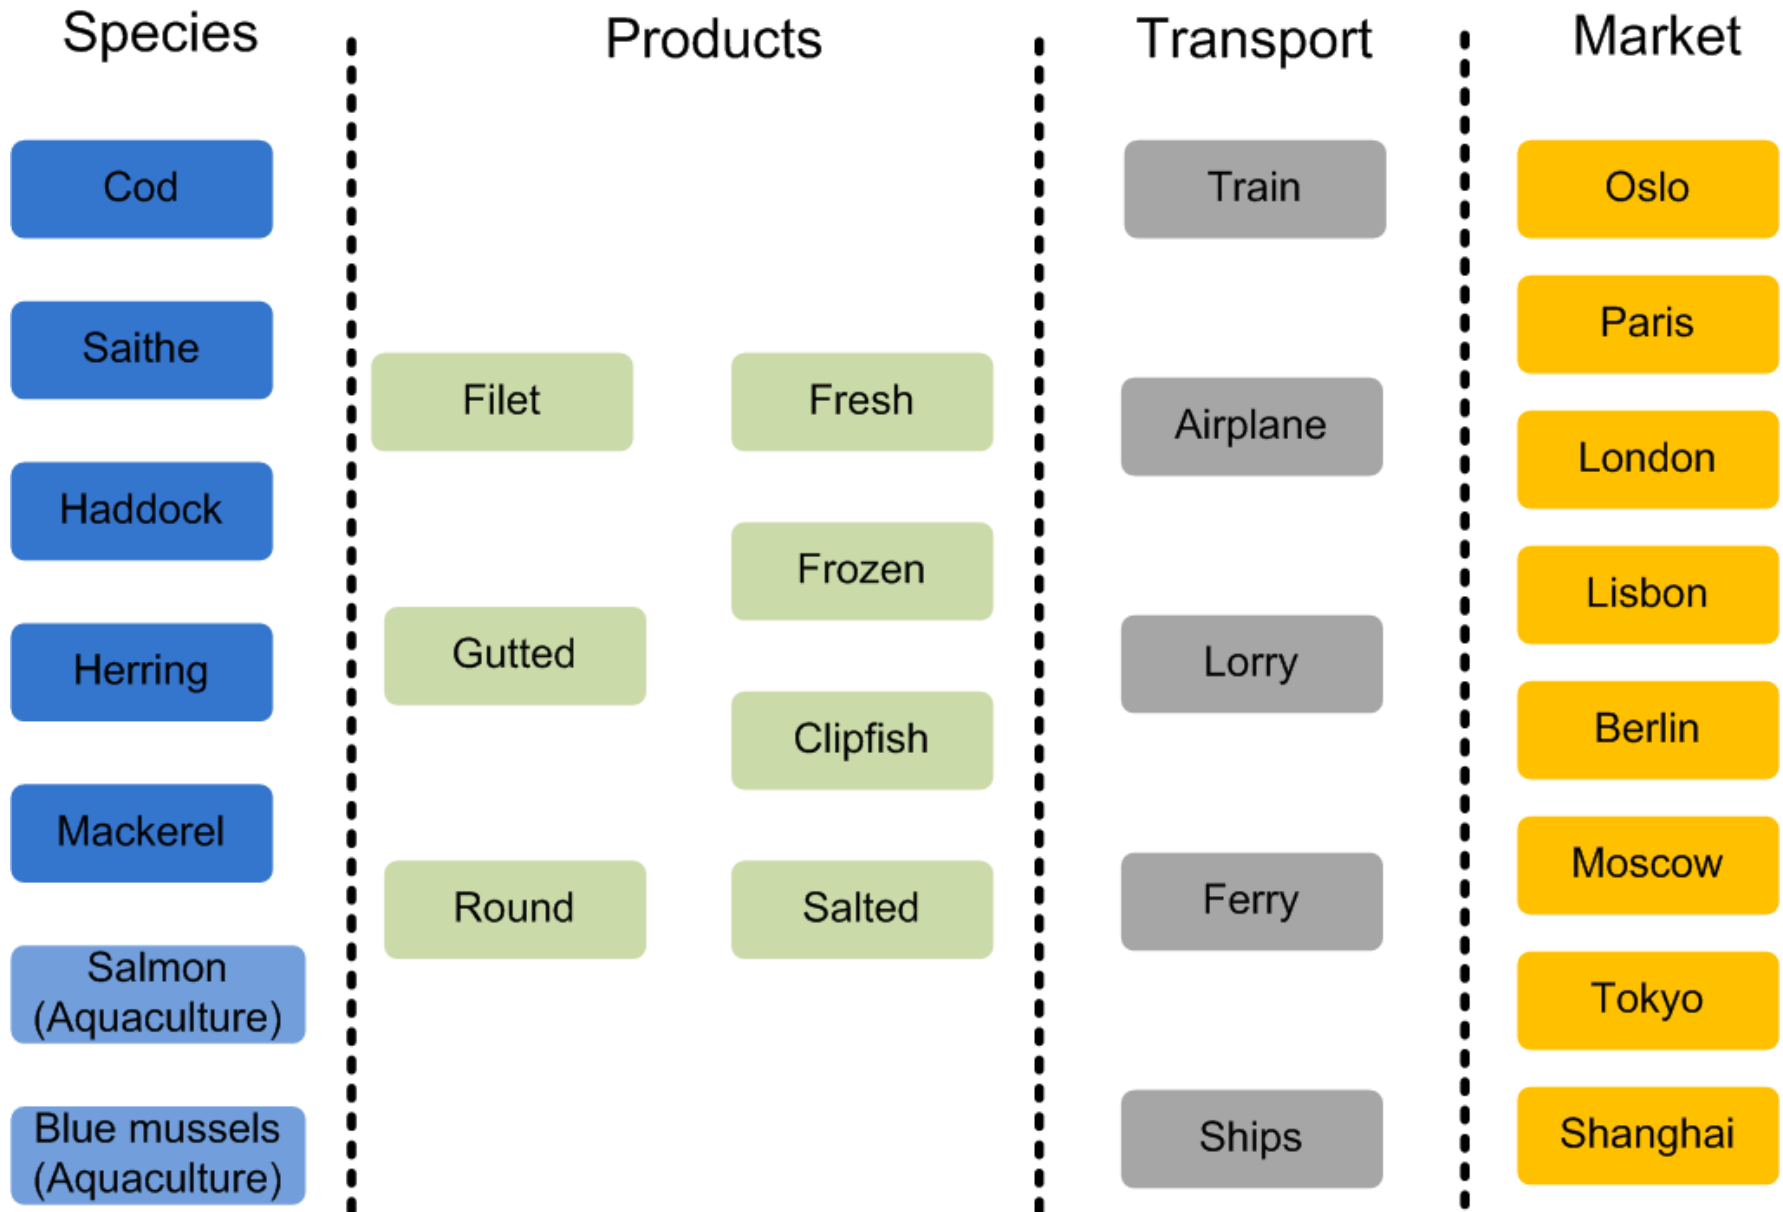 Species
Products
Transport
Market
Cod
Saithe
Haddock
Herring
Mackerel
Salmon
(Aquaculture)
Blue mussels
(Aquaculture)
Filet
Gutted
Round
Fresh
Frozen
Clipfish
Salted
Train
Airplane
Lorry
Ferry
Ships
Oslo
Paris
London
Lisbon
Berlin
Moscow
Tokyo
Shanghai